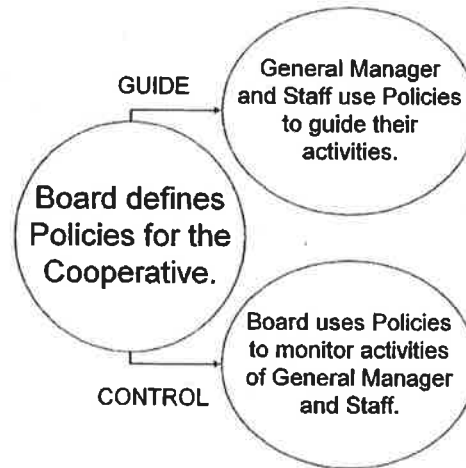 GUIDE
General Manager
and Staff use Policies
to guide their
activities.
Board defines
Policies for the
Cooperative.
Board uses Policies
to monitor activities
of General Manager
and Staff.
CONTROL